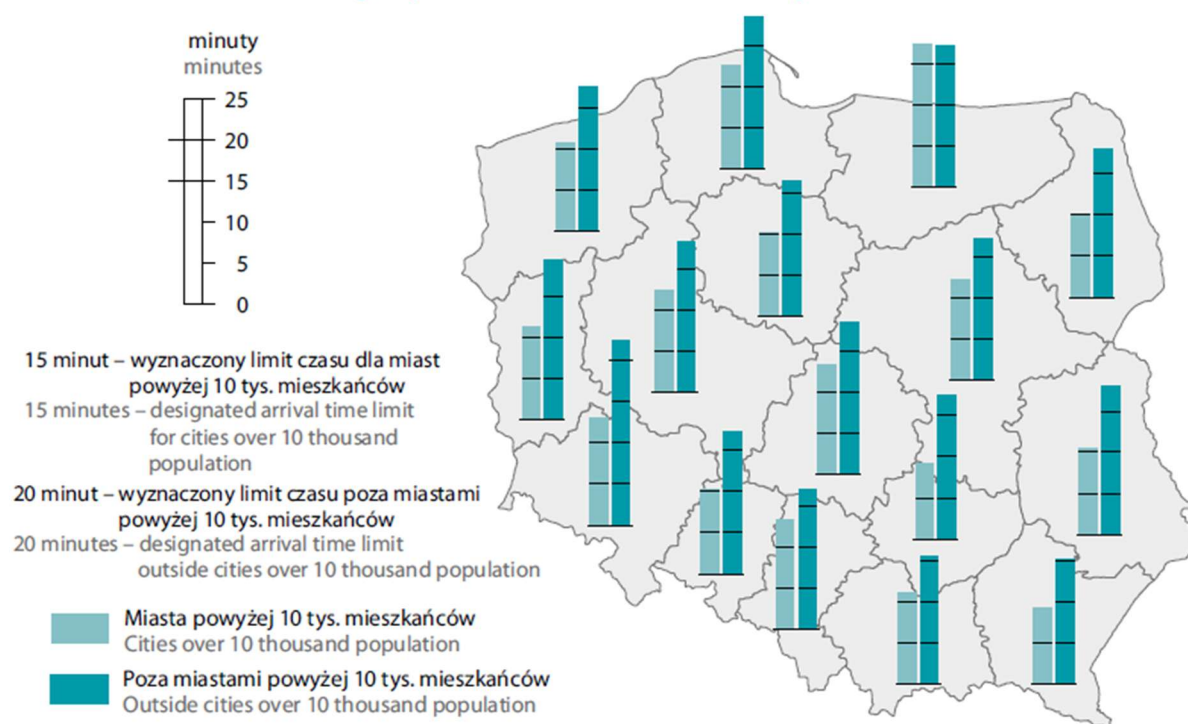 minuty
minutes
25
20
15
10
5
0
15 minut – wyznaczony limit czasu dla miast
powyżej 10 tys. mieszkańców
15 minutes – designated arrival time limit
for cities over 10 thousand
population
20 minut – wyznaczony limit czasu poza miastami
powyżej 10 tys. mieszkańców
20 minutes – designated arrival time limit
outside cities over 10 thousand population
Miasta powyżej 10 tys. mieszkańców
Cities over 10 thousand population
Poza miastami powyżej 10 tys. mieszkańców
Outside cities over 10 thousand population